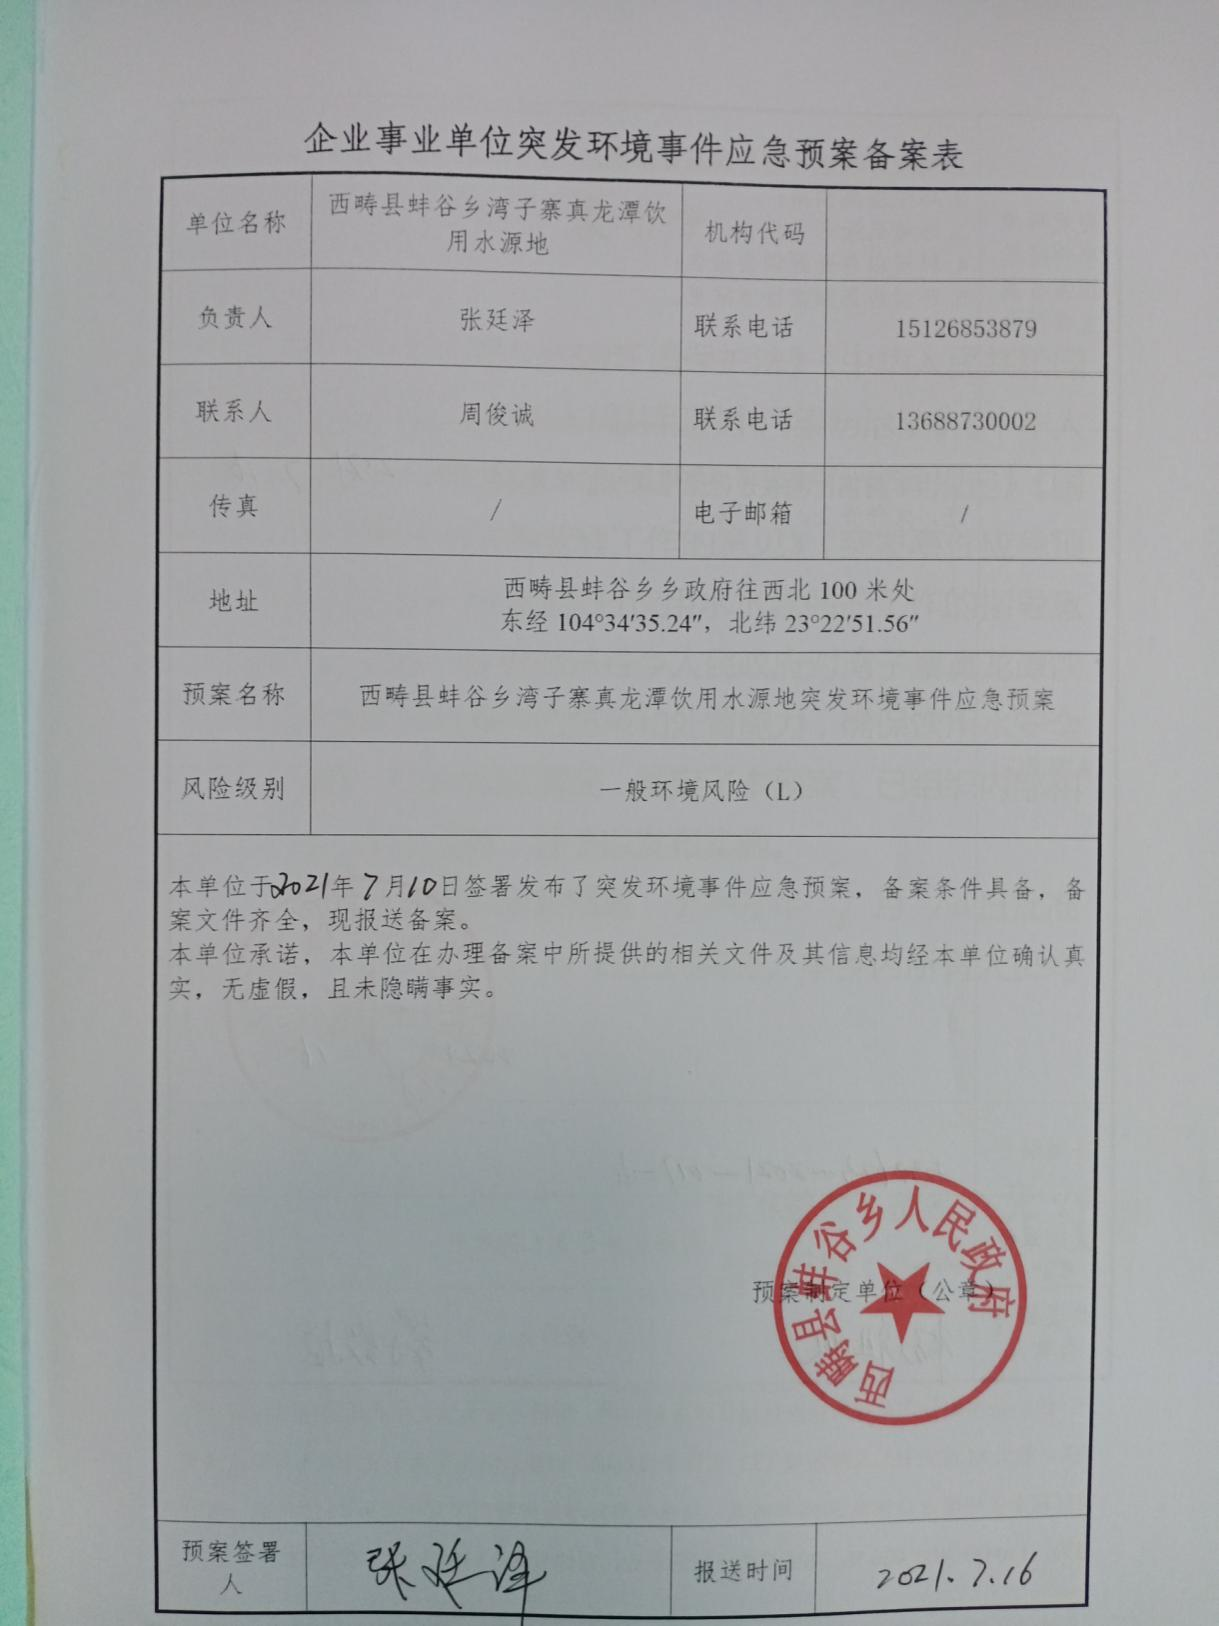 企业事业单位突发环境事件应急预案备案表
单位名称
西畴县蚌谷乡湾子寨真龙潭饮
用水源地
机构代码
负责人
张廷泽
联系电话
15126853879
联系人
周俊诚
联系电话
13688730002
传真
/
电子邮箱
/
地址
西畴县蚌谷乡乡政府往西北 100 米处
东经 104°34′35.24″，北纬 23°22′51.56″
预案名称
西畴县蚌谷乡湾子寨真龙潭饮用水源地突发环境事件应急预案
风险级别
一般环境风险（L）
本单位于2021年7月10日签署发布了突发环境事件应急预案，备案条件具备，备
案文件齐全，现报送备案。
本单位承诺，本单位在办理备案中所提供的相关文件及其信息均经本单位确认真
实，无虚假，且未隐瞒事实。
西畴县蚌谷乡人民政府
预案制定单位（公章）
预案签署
人
张廷泽
报送时间
2021.7.16